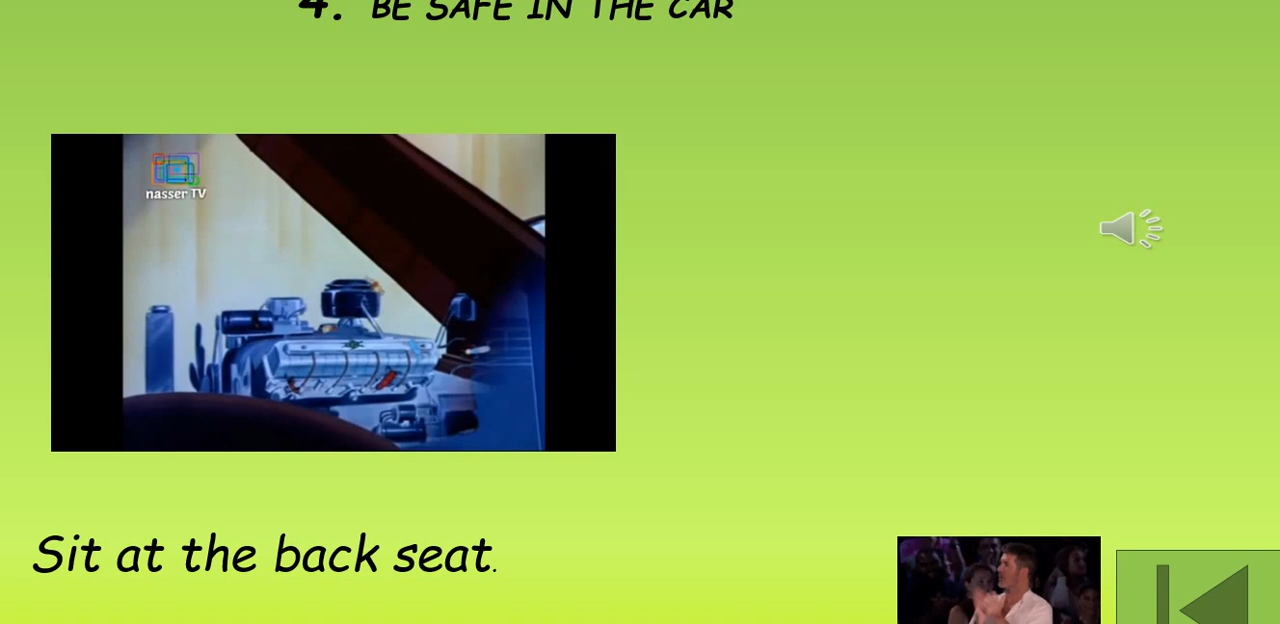 4. BE SAFE IN THE CAR
nasser TV
Sit at the back seat.